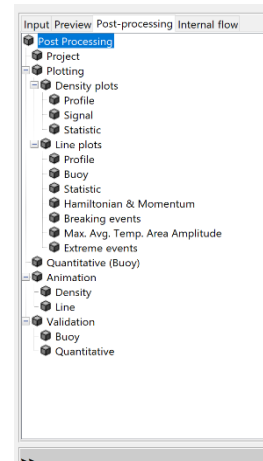 Input Preview Post-processing Internal flow
Post Processing
Project
Plotting
Density plots
Profile
Signal
Statistic
Line plots
Profile
Buoy
Statistic
Hamiltonian & Momentum
Breaking events
Max. Avg. Temp. Area Amplitude
Extreme events
Quantitative (Buoy)
Animation
Density
Line
Validation
Buoy
Quantitative